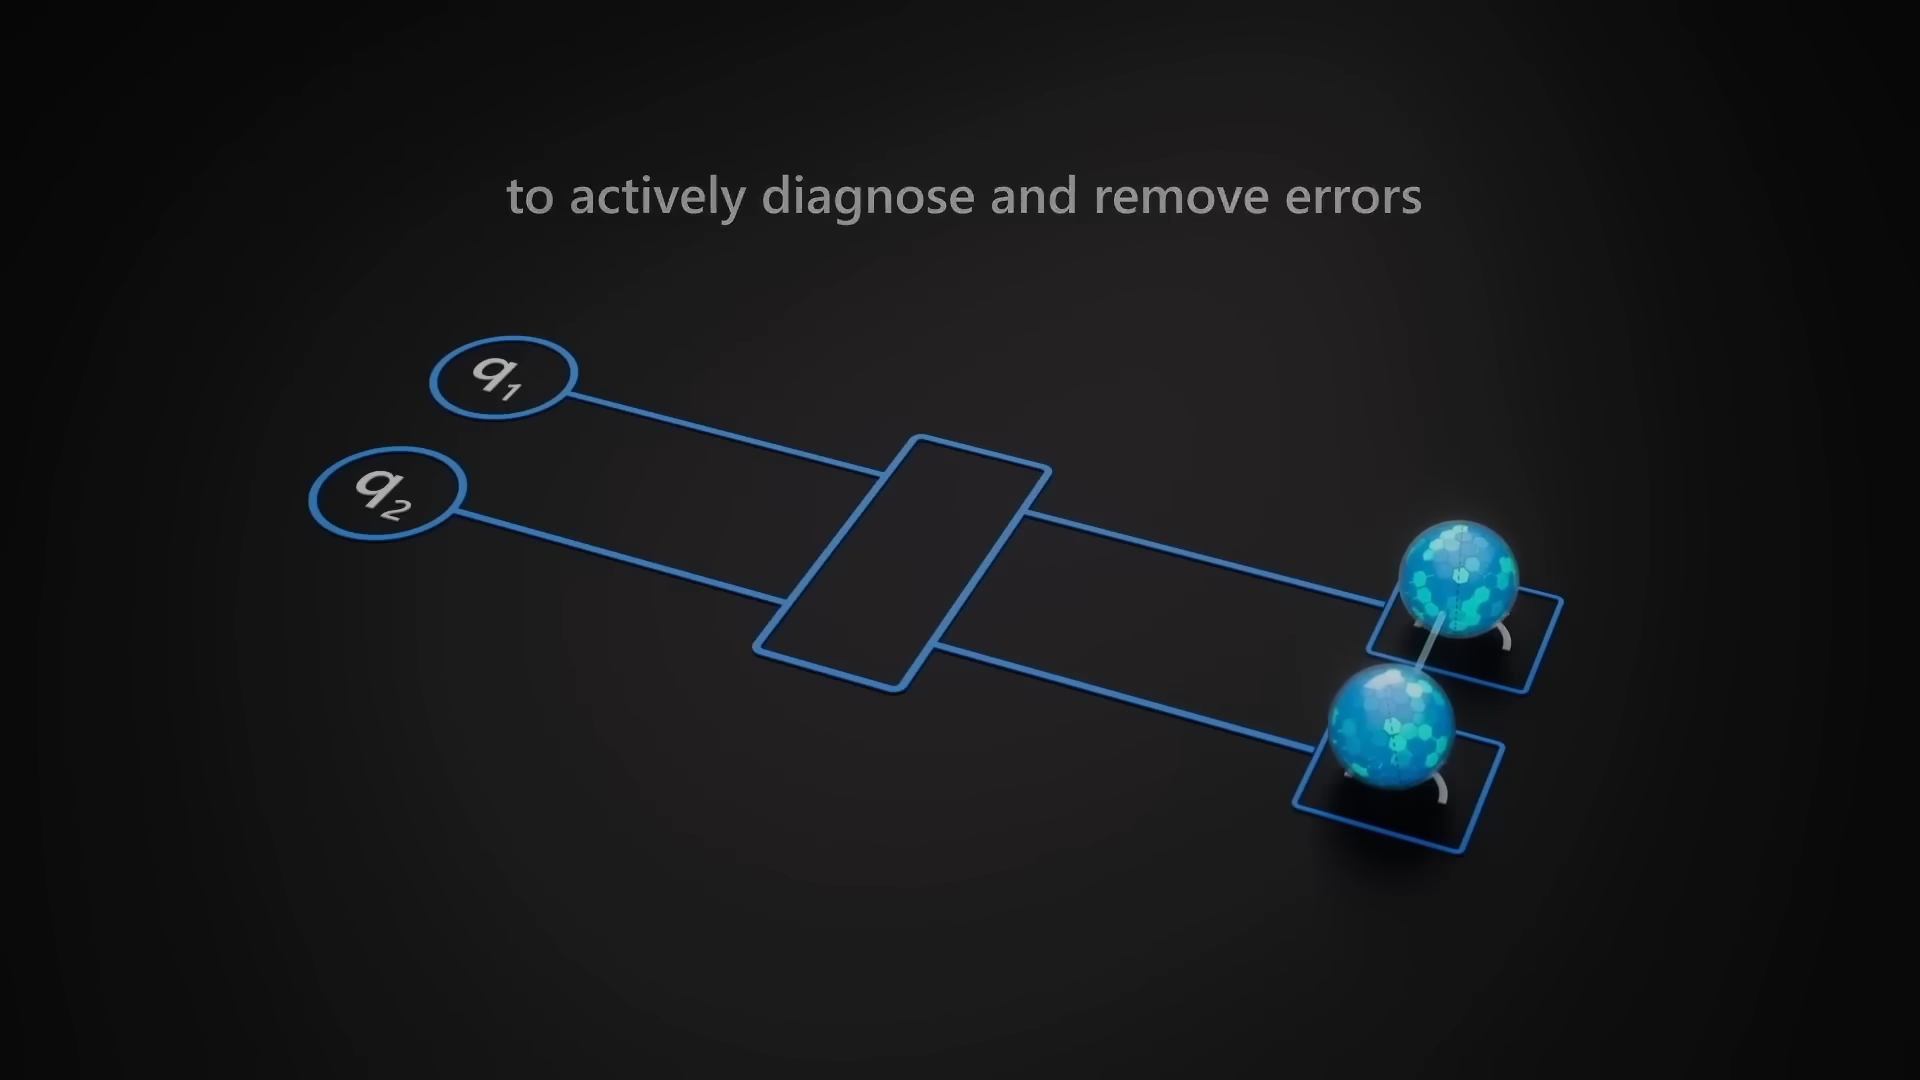 to actively diagnose and remove errors
q₁
q₂